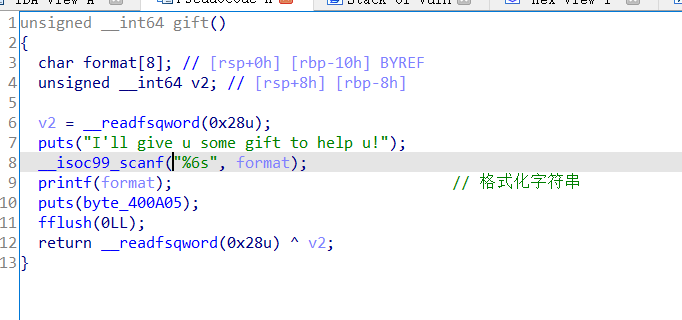 IDA View A
Pseudocode A
Stack of vuln
Hex View 1
1 unsigned __int64 gift()
2 {
3 char format[8]; // [rsp+0h] [rbp-10h] BYREF
4 unsigned __int64 v2; // [rsp+8h] [rbp-8h]
5
6 v2 = __readfsqword(0x28u);
7 puts("I'll give u some gift to help u!");
8 __isoc99_scanf("%6s", format);
9 printf(format); // 格式化字符串
10 puts(byte_400A05);
11 fflush(0LL);
12 return __readfsqword(0x28u) ^ v2;
13 }